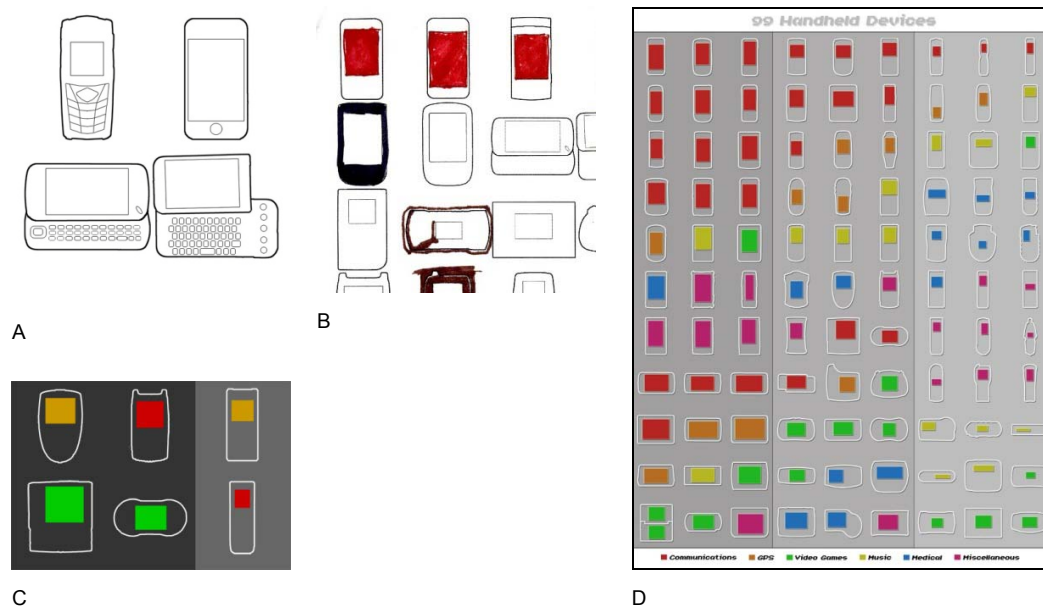 99 Handheld Devices
A
B
C
Communications GPS Video Games Music Medical Miscellaneous
D